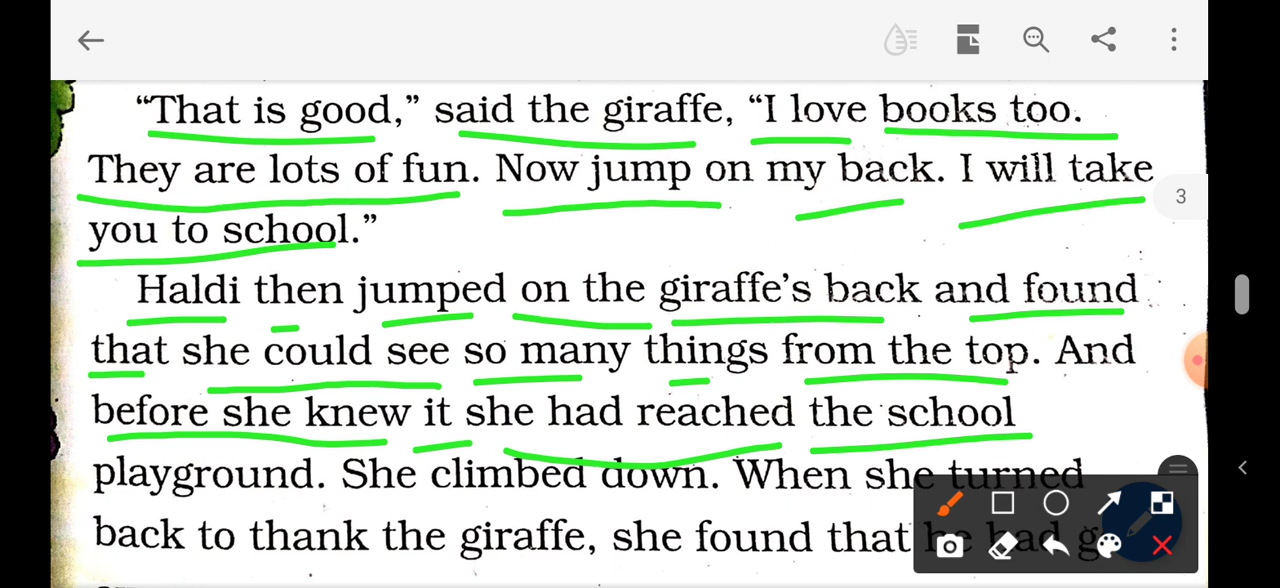 “That is good,” said the giraffe, “I love books too.
They are lots of fun. Now jump on my back. I will take
3
you to school.”
Haldi then jumped on the giraffe’s back and found
that she could see so many things from the top. And
before she knew it she had reached the school
playground. She climbed down. When she turned
back to thank the giraffe, she found that he had